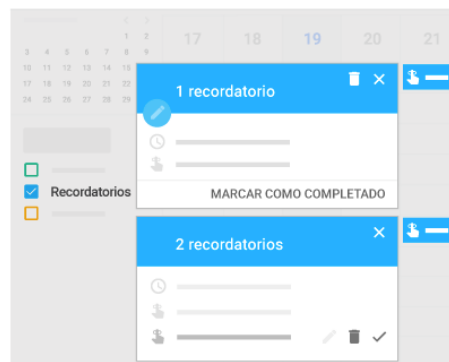 1 2
3 4 5 6 7 8 9
10 11 12 13 14 15
17 18 19 20 21 22
24 25 26 27 28 29
17 18 19 20 21
1 recordatorio
MARCAR COMO COMPLETADO
Recordatorios
2 recordatorios